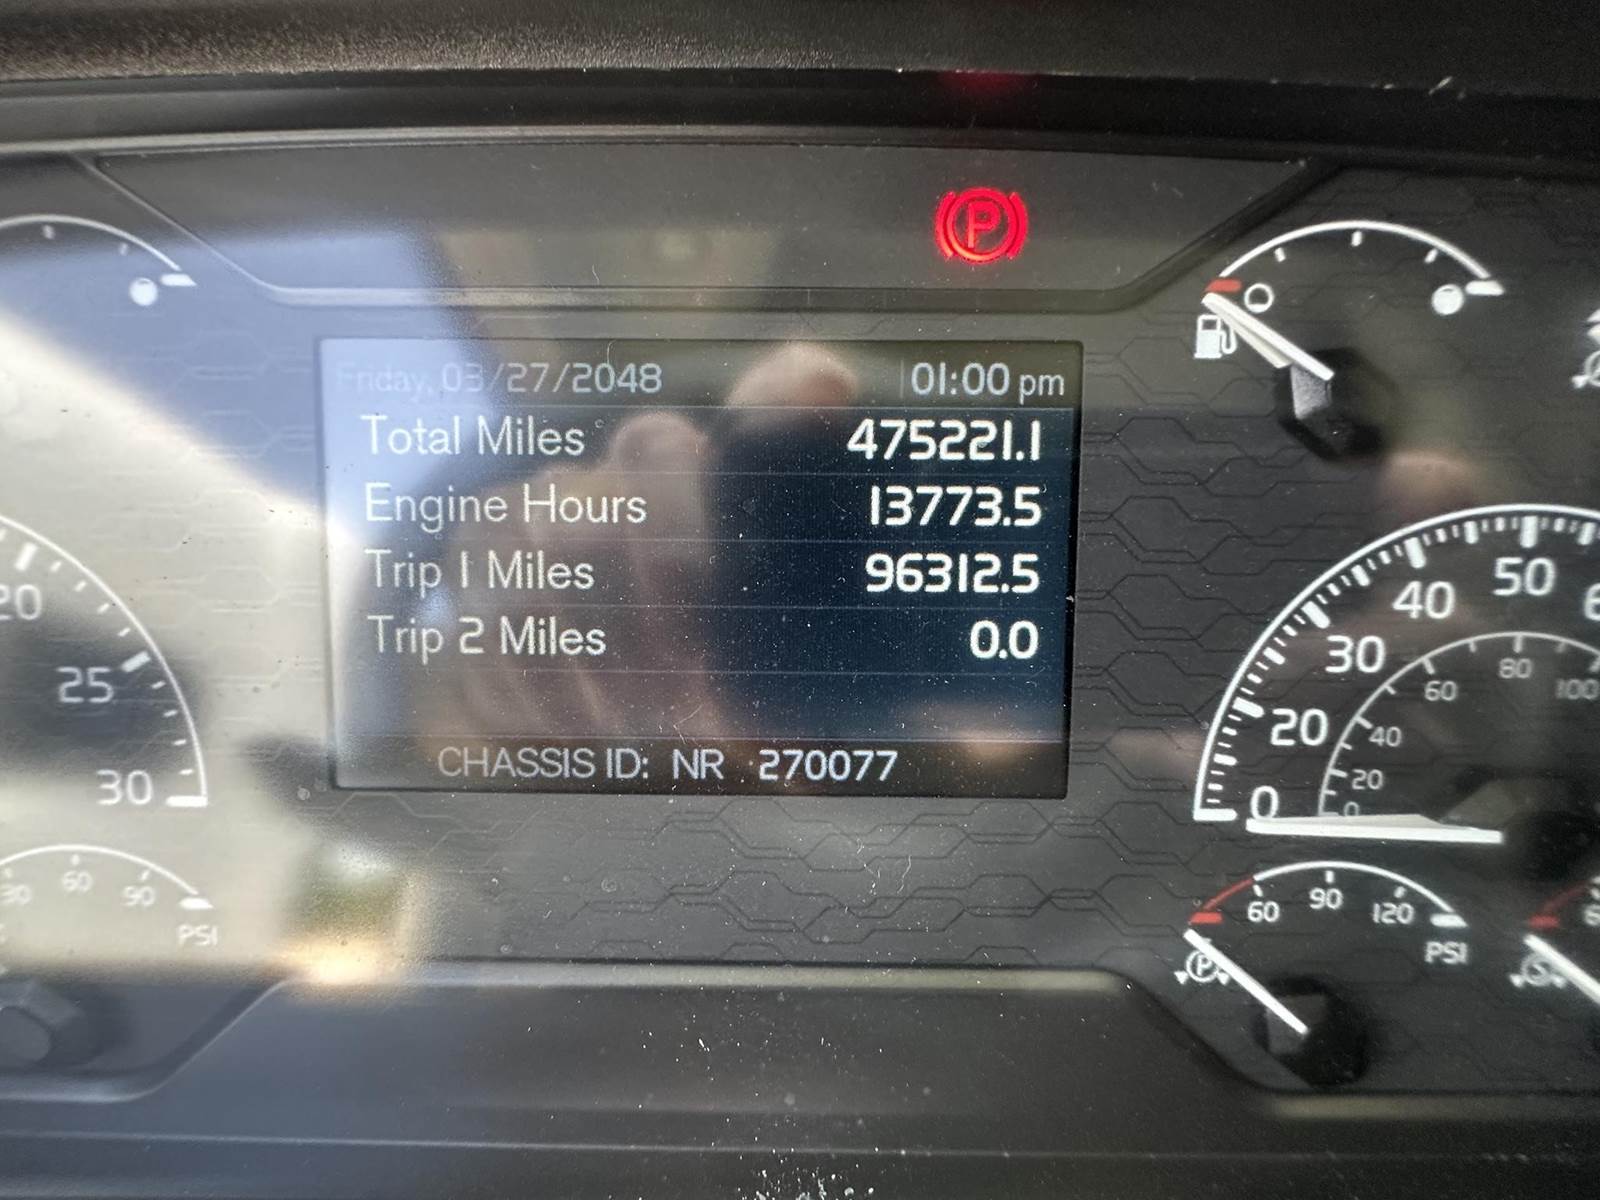 Friday, 03/27/2048 01:00 pm
Total Miles 475221.1
Engine Hours 13773.5
Trip 1 Miles 96312.5
Trip 2 Miles 0.0
CHASSIS ID: NR 270077
P
20
25
30
30 60 90
PSI
0 20 30 40 50
0 20 40 60 80 100
60 90 120
PSI
P